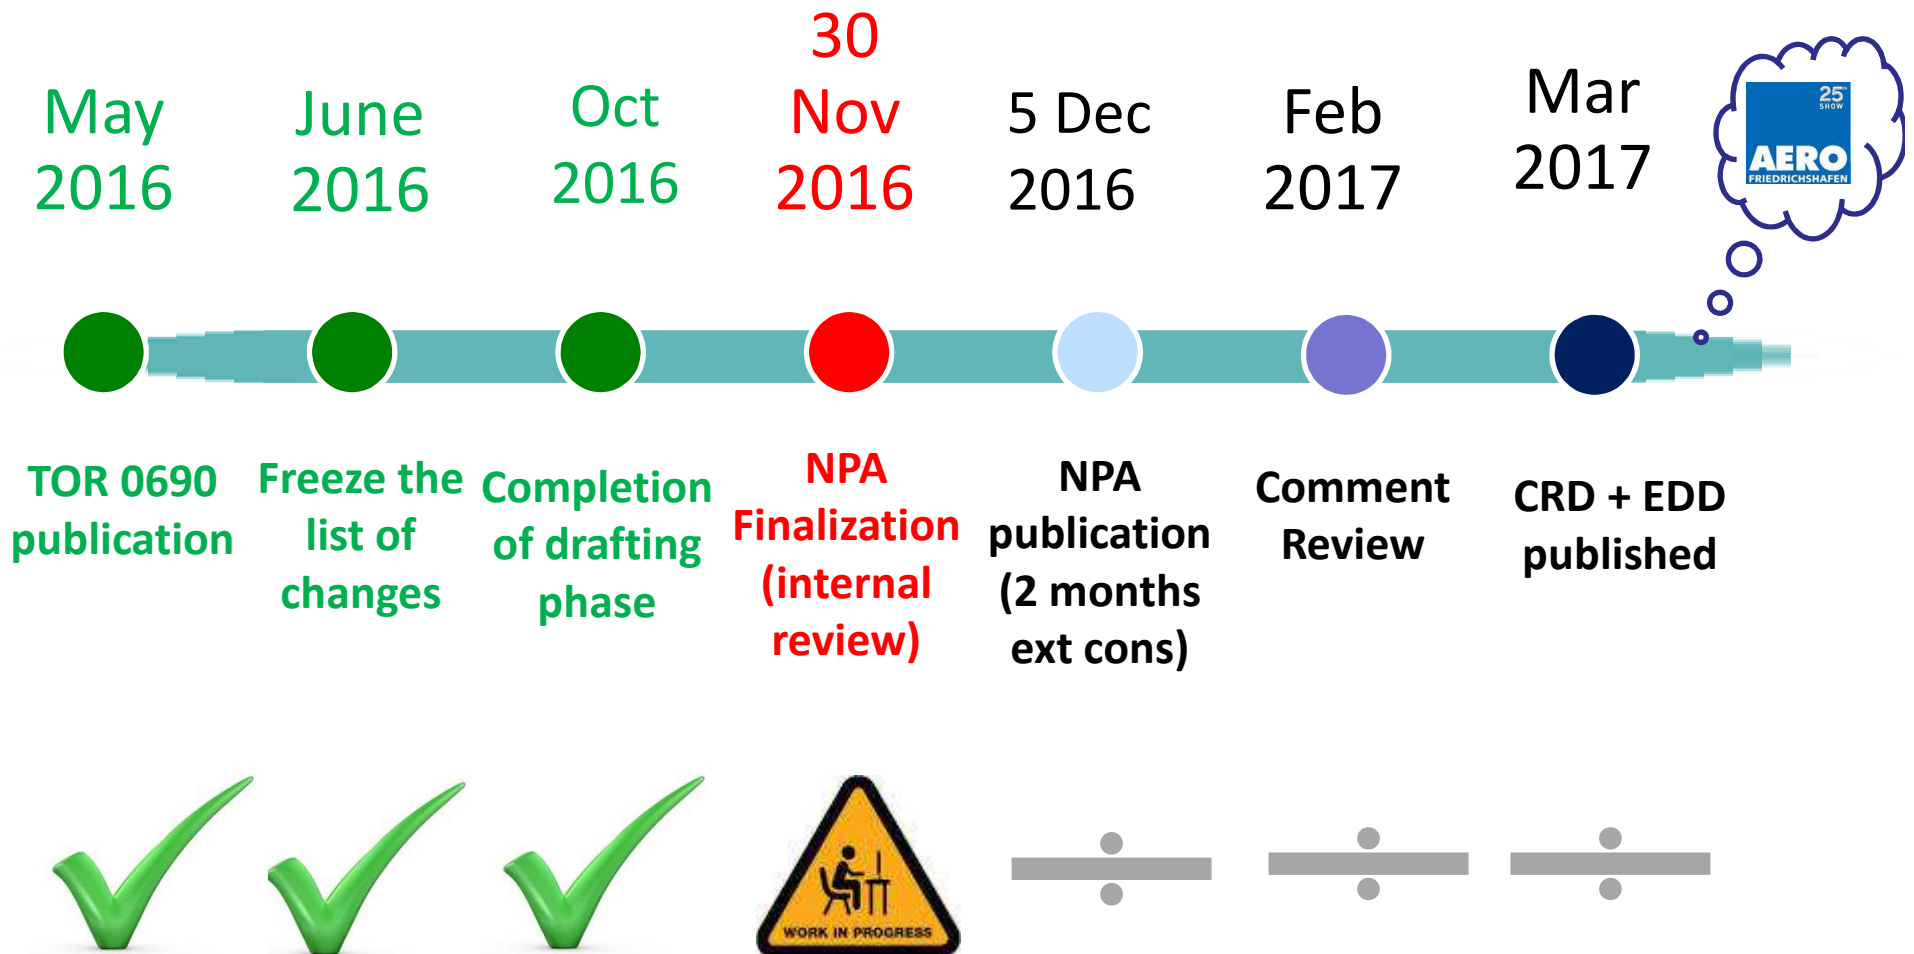 May
2016
June
2016
Oct
2016
30
Nov
2016
5 Dec
2016
Feb
2017
Mar
2017
25TH
SHOW
AERO
FRIEDRICHSHAFEN
TOR 0690
publication
Freeze the
list of
changes
Completion
of drafting
phase
NPA
Finalization
(internal
review)
NPA
publication
(2 months
ext cons)
Comment
Review
CRD + EDD
published
WORK IN PROGRESS